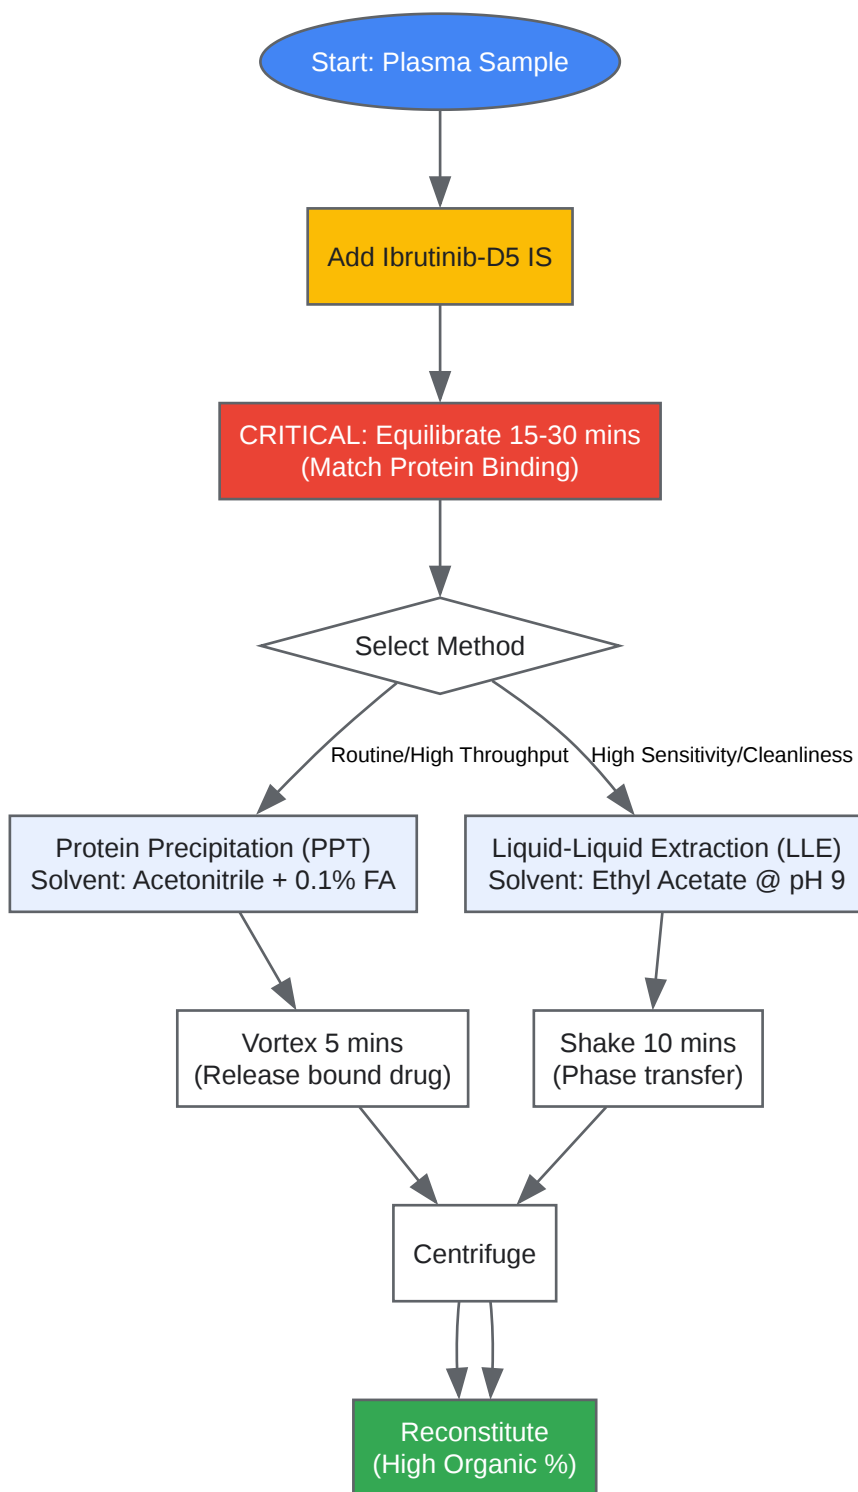 Start: Plasma Sample
Add Ibrutinib-D5 IS
CRITICAL: Equilibrate 15-30 mins
(Match Protein Binding)
Select Method
Routine/High Throughput
High Sensitivity/Cleanliness
Protein Precipitation (PPT)
Solvent: Acetonitrile + 0.1% FA
Liquid-Liquid Extraction (LLE)
Solvent: Ethyl Acetate @ pH 9
Vortex 5 mins
(Release bound drug)
Shake 10 mins
(Phase transfer)
Centrifuge
Reconstitute
(High Organic %)